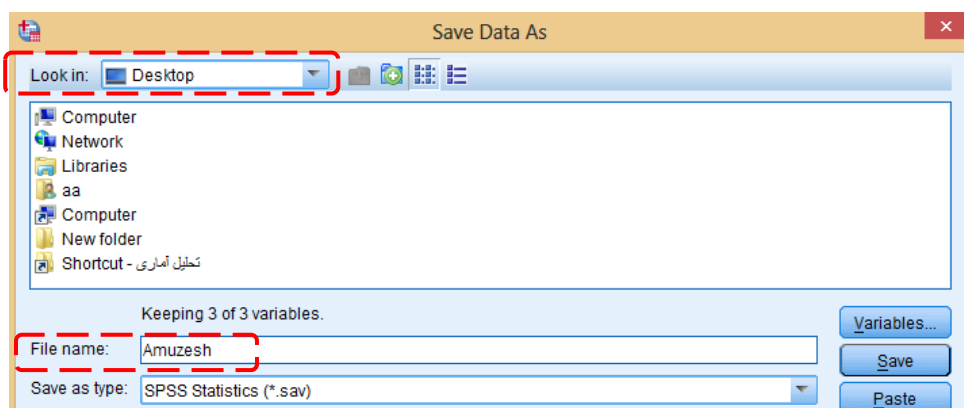 Save Data As
Look in: Desktop
Computer
Network
Libraries
aa
Computer
New folder
تحلیل آماری - Shortcut
Keeping 3 of 3 variables.
Variables...
File name: Amuzesh
Save
Save as type: SPSS Statistics (*.sav)
Paste